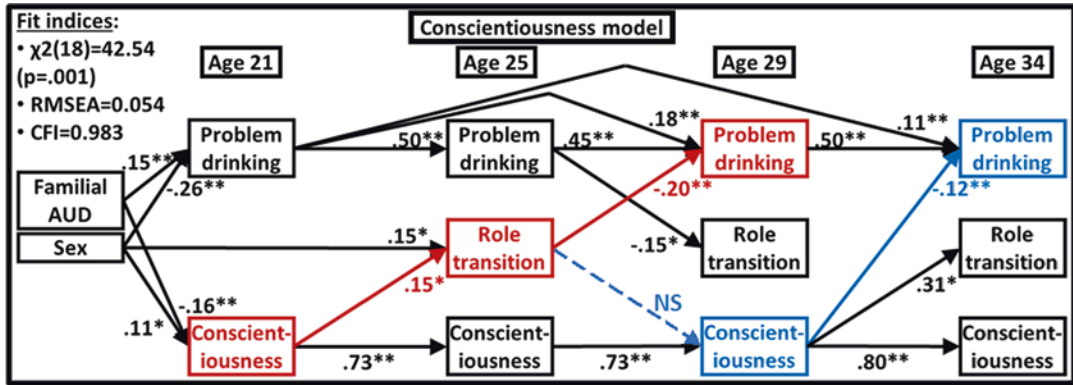 Fit indices:
• χ2(18)=42.54
(p=.001)
• RMSEA=0.054
• CFI=0.983
Conscientiousness model
Age 21
Age 25
Age 29
Age 34
Problem
drinking
Problem
drinking
Problem
drinking
Problem
drinking
.15**
-.26**
.50**
.45**
.18**
.50**
.11**
-.20**
-.12**
Familial
AUD
Sex
.15*
Role
transition
-.15*
Role
transition
Role
transition
.15*
NS
.31*
-.16**
.11*
Conscient-
iousness
.73**
Conscient-
iousness
.73**
Conscient-
iousness
.80**
Conscient-
iousness